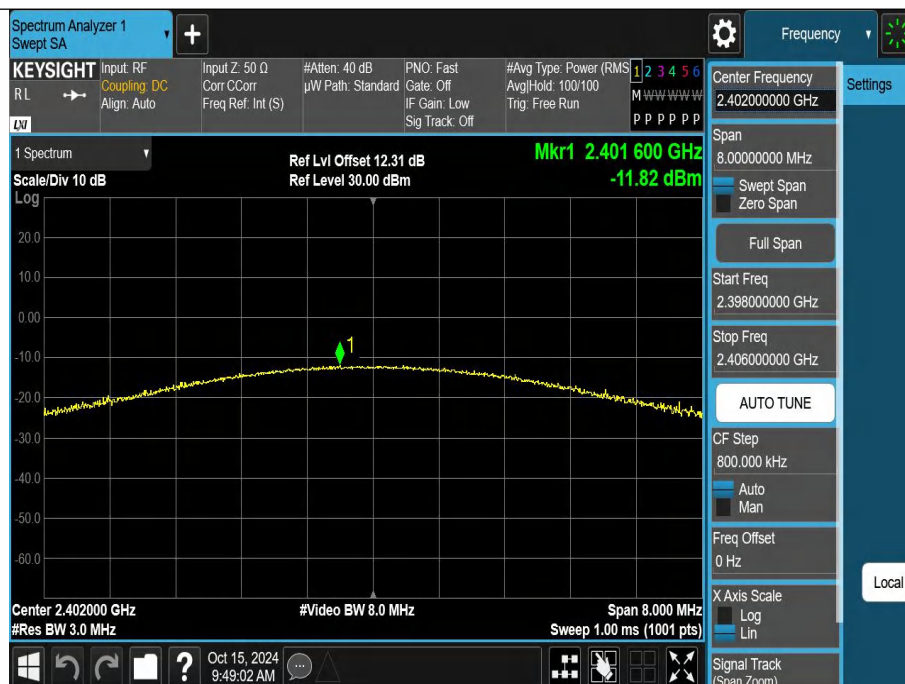 Spectrum Analyzer 1
Swept SA
Frequency
KEYSIGHT
RL
LXI
Input: RF
Coupling: DC
Align: Auto
Input Z: 50 Ω
Corr CCorr
Freq Ref: Int (S)
#Atten: 40 dB
µW Path: Standard
PNO: Fast
Gate: Off
IF Gain: Low
Sig Track: Off
#Avg Type: Power (RMS
Avg|Hold: 100/100
Trig: Free Run
1 2 3 4 5 6
M W W W W W
P P P P P P
1 Spectrum
Scale/Div 10 dB
Log
Ref Lvl Offset 12.31 dB
Ref Level 30.00 dBm
Mkr1 2.401 600 GHz
-11.82 dBm
20.0
10.0
0.00
-10.0
-20.0
-30.0
-40.0
-50.0
-60.0
1
Center 2.402000 GHz
#Res BW 3.0 MHz
#Video BW 8.0 MHz
Span 8.000 MHz
Sweep 1.00 ms (1001 pts)
Oct 15, 2024
9:49:02 AM
Center Frequency
2.402000000 GHz
Span
8.00000000 MHz
Swept Span
Zero Span
Full Span
Start Freq
2.398000000 GHz
Stop Freq
2.406000000 GHz
AUTO TUNE
CF Step
800.000 kHz
Auto
Man
Freq Offset
0 Hz
X Axis Scale
Log
Lin
Signal Track
(Span Zoom)
Settings
Local